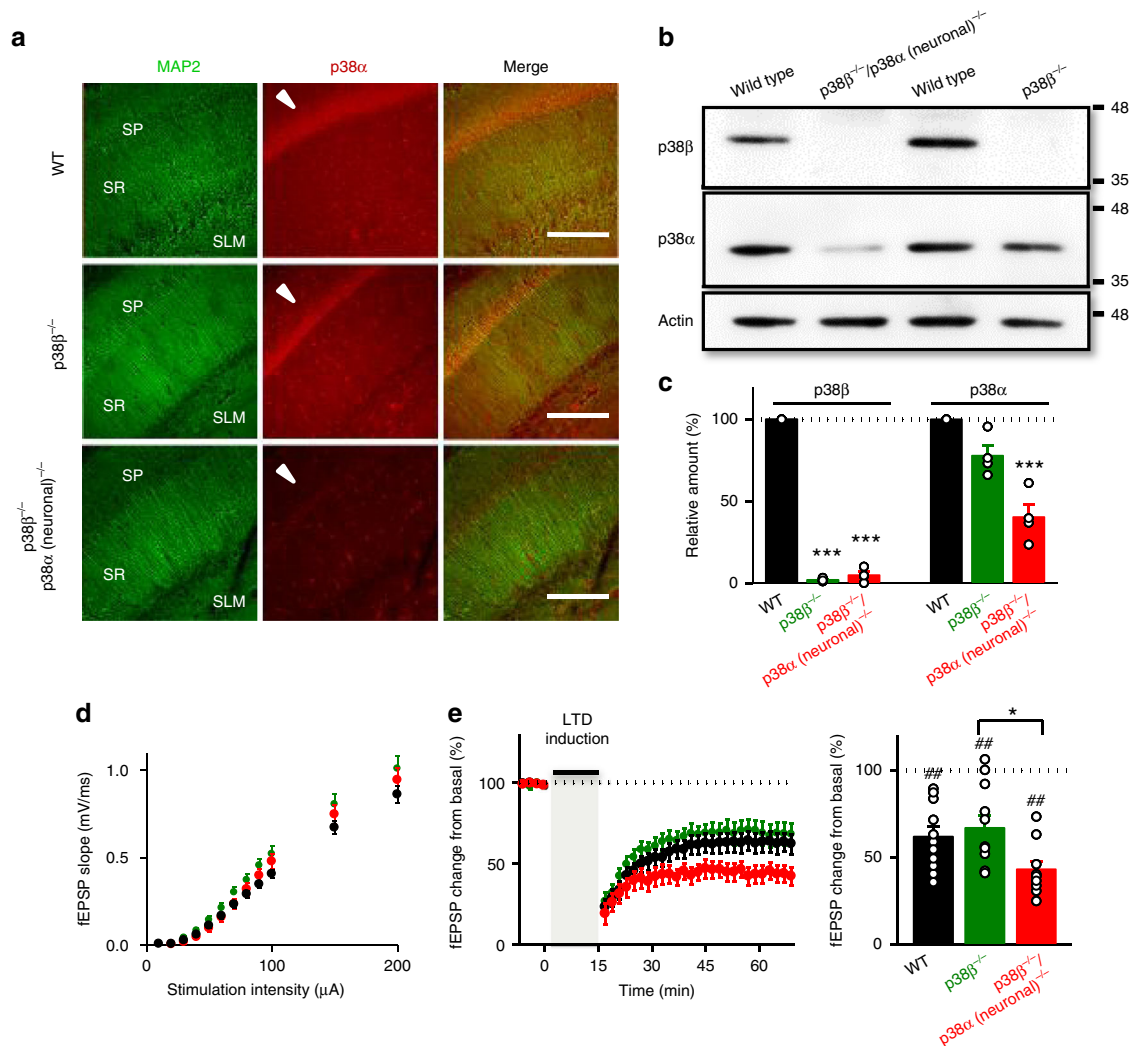 a
MAP2 p38α Merge
WT
SP
SR
SLM
p38β⁻/⁻
SP
SR
SLM
p38β⁻/⁻
p38α (neuronal)⁻/⁻
SP
SR
SLM
b
Wild type p38β⁻/⁻/p38α (neuronal)⁻/⁻ Wild type p38β⁻/⁻
p38β
48
35
p38α
48
35
Actin
48
c
p38β p38α
Relative amount (%)
100
50
0
*** *** ***
WT p38β⁻/⁻ p38β⁻/⁻/ WT p38β⁻/⁻ p38β⁻/⁻/
p38α (neuronal)⁻/⁻ p38α (neuronal)⁻/⁻
d
fEPSP slope (mV/ms)
1.0
0.5
0.0
0 100 200
Stimulation intensity (μA)
e
LTD
induction
fEPSP change from basal (%)
100
50
0
0 15 30 45 60
Time (min)
*
## ## ##
fEPSP change from basal (%)
100
50
0
WT p38β⁻/⁻ p38β⁻/⁻/
p38α (neuronal)⁻/⁻